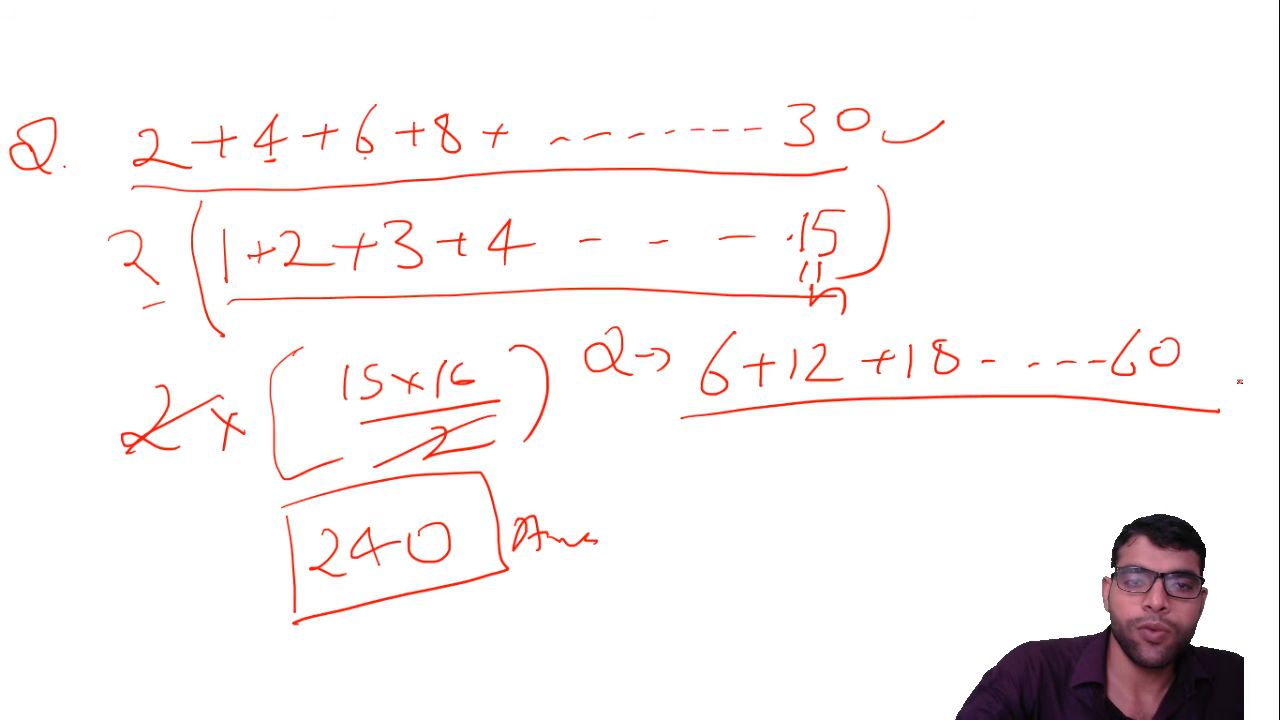 Q. 2 + 4 + 6 + 8 + ....... 30 ✓
2 (1 + 2 + 3 + 4 - - - .15)
n
2 x (15 x 16 / 2)
240 Ans
Q → 6 + 12 + 18 - . - - - 60